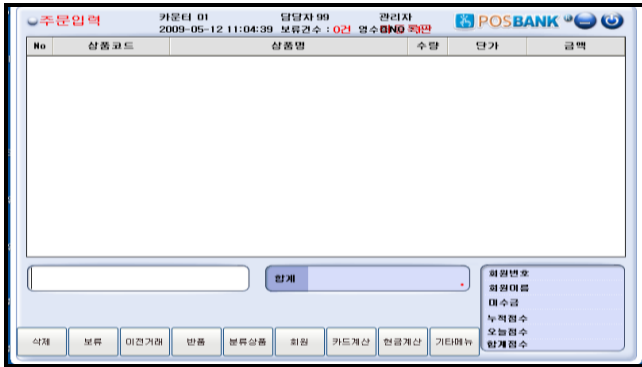 주문입력
카운터 01 담당자 99 관리자
2009-05-12 11:04:39 보류건수 : 0건 영수
POSBANK
No 상품코드 상품명 수량 단가 금액
합계
회원번호
회원이름
미수금
누적점수
오늘점수
합계점수
삭제 보류 이전거래 반품 분류상품 회원 카드계산 현금계산 기타메뉴